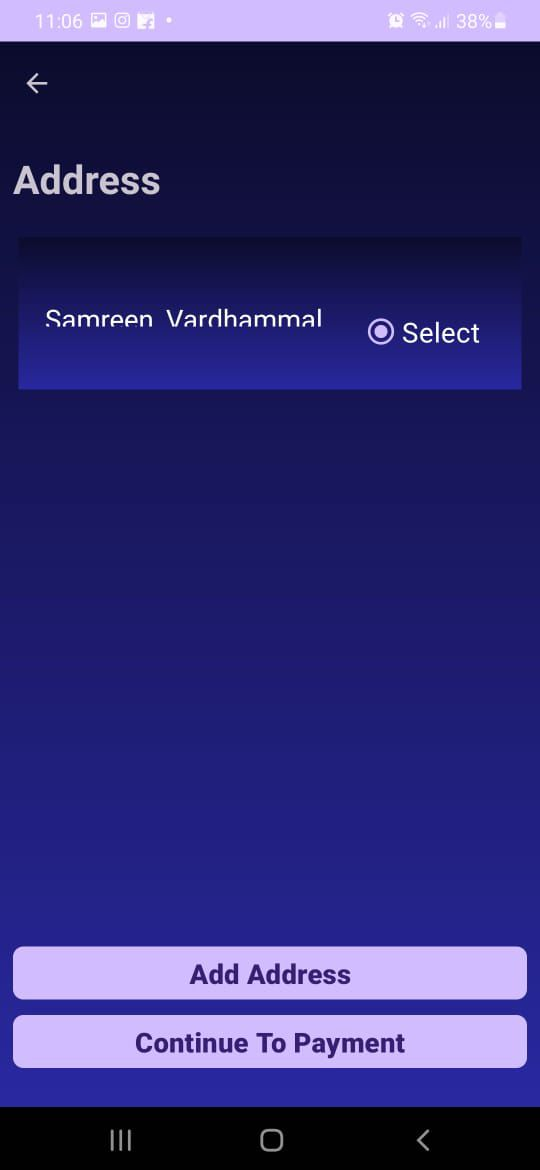 11:06
38%
Address
Samreen Vardhammal
Select
Add Address
Continue To Payment